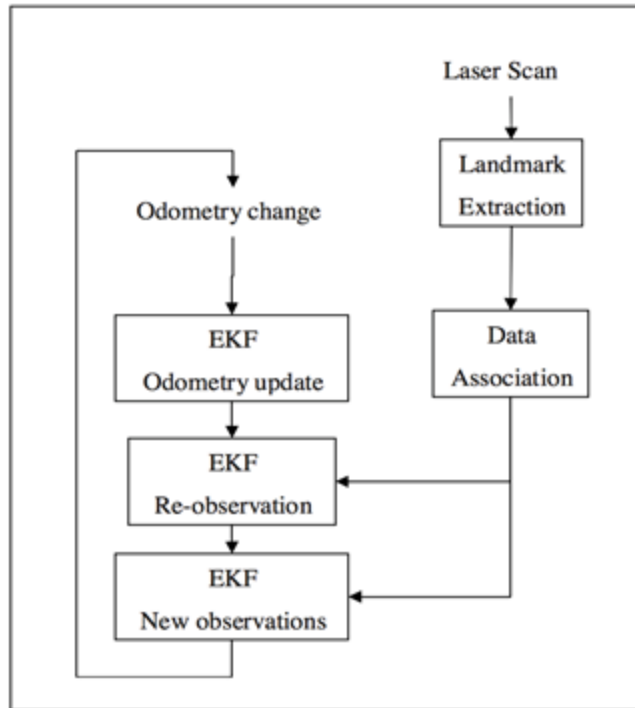 Laser Scan
Landmark
Extraction
Odometry change
EKF
Odometry update
Data
Association
EKF
Re-observation
EKF
New observations